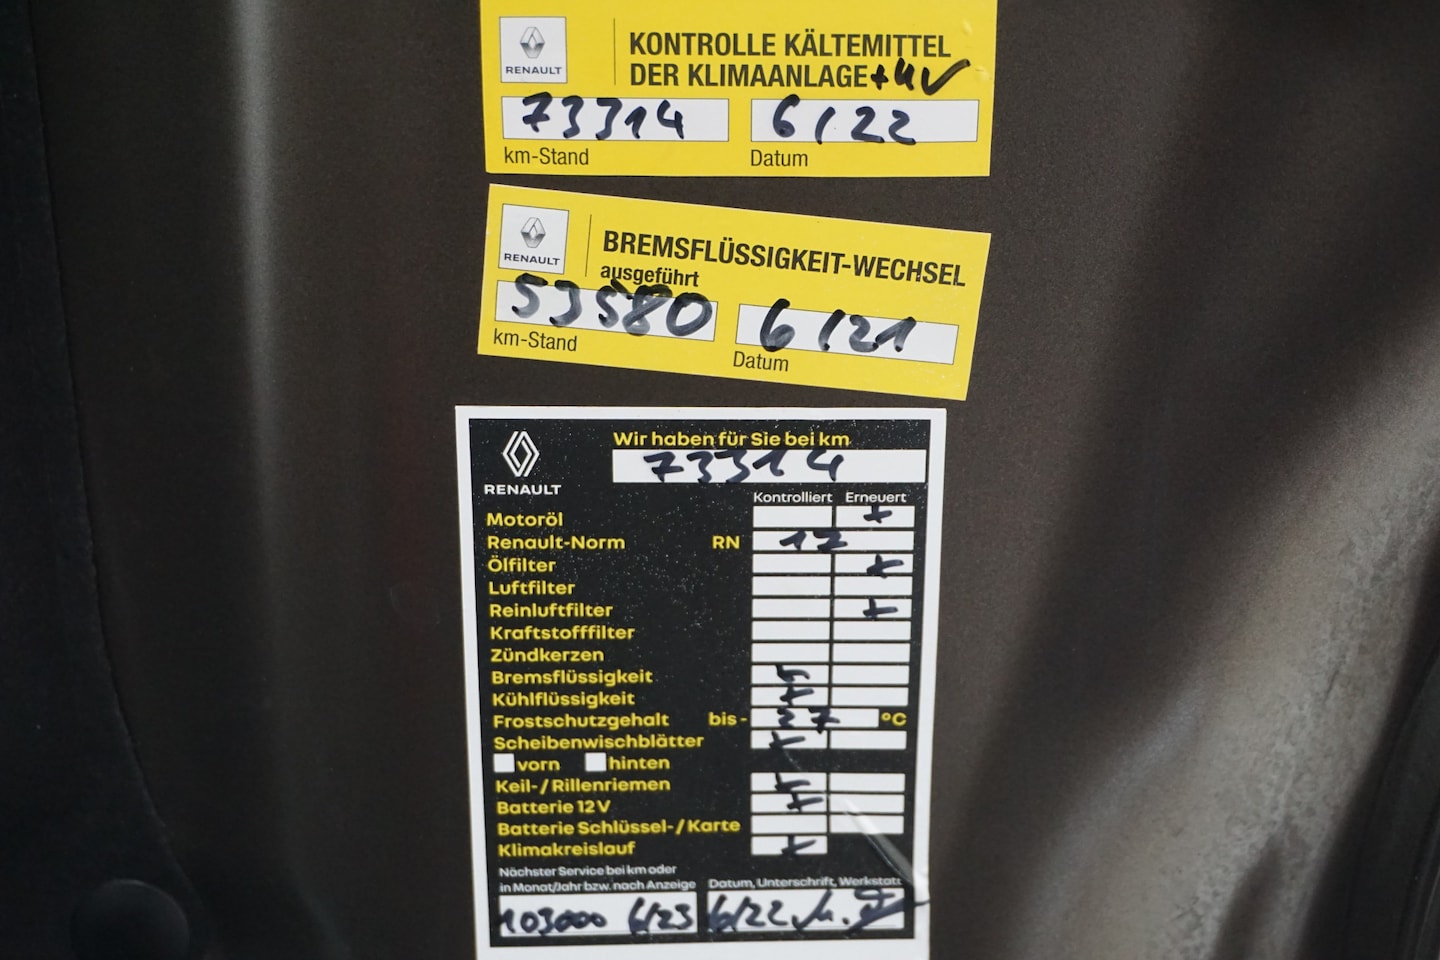 RENAULT
KONTROLLE KÄLTEMITTEL
DER KLIMAANLAGE + UV
73314 6/22
km-Stand Datum
RENAULT
BREMSFLÜSSIGKEIT-WECHSEL
ausgeführt
53580 6/21
km-Stand Datum
RENAULT
Wir haben für Sie bei km
73314
Kontrolliert Erneuert
Motoröl +
Renault-Norm RN 17
Ölfilter +
Luftfilter
Reinluftfilter +
Kraftstofffilter
Zündkerzen
Bremsflüssigkeit +
Kühlflüssigkeit +
Frostschutzgehalt bis - 27 °C
Scheibenwischblätter +
vorn hinten
Keil-/Rillenriemen +
Batterie 12V +
Batterie Schlüssel-/Karte
Klimakreislauf +
Nächster Service bei km oder
in Monat/Jahr bzw. nach Anzeige Datum, Unterschrift, Werkstatt
103000 6/23 6/22